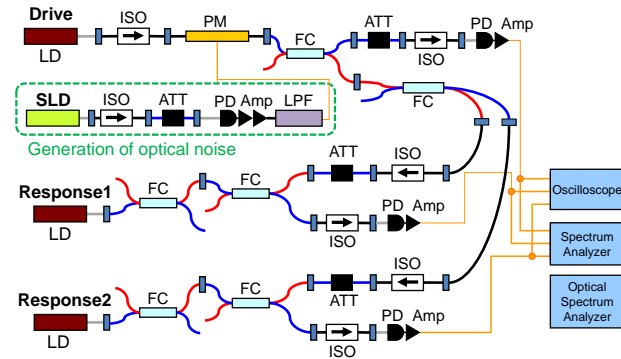 Drive
ISO
PM
LD
FC
ATT
ISO
PD
Amp
FC
SLD
ISO
ATT
PD
Amp
LPF
Generation of optical noise
Response1
LD
FC
FC
ATT
ISO
ISO
PD
Amp
Oscilloscope
Spectrum
Analyzer
Optical
Spectrum
Analyzer
Response2
LD
FC
FC
ATT
ISO
ISO
PD
Amp